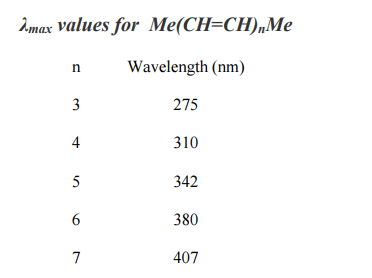 λmax values for Me(CH=CH)nMe
n Wavelength (nm)
3 275
4 310
5 342
6 380
7 407